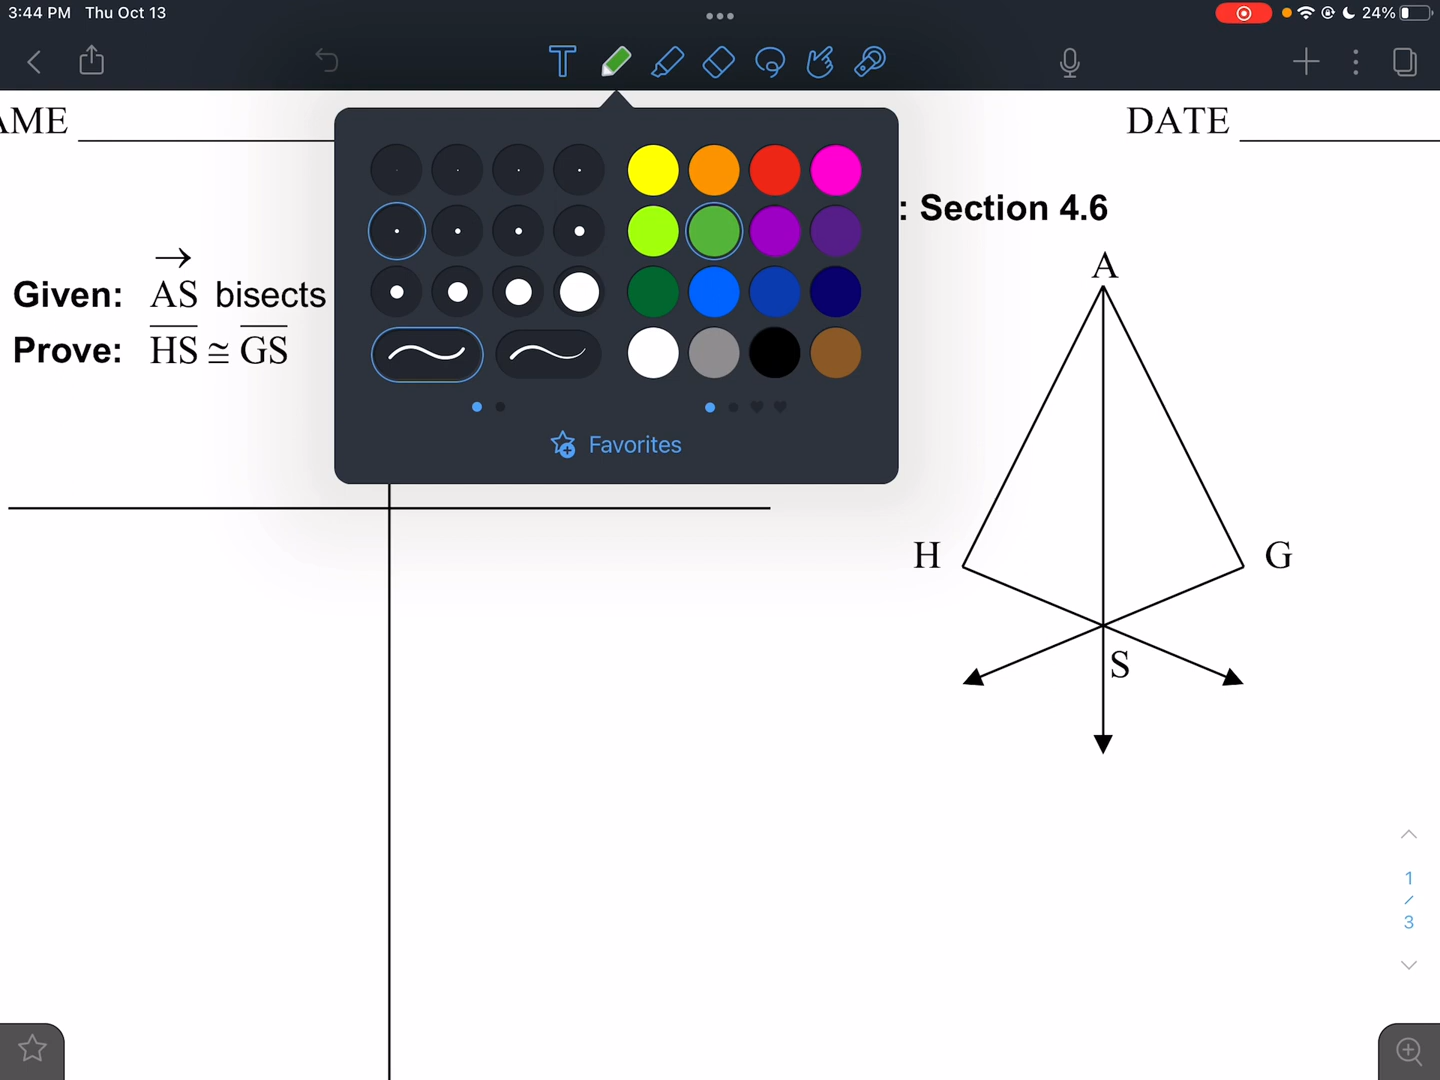 3:44 PM Thu Oct 13
24%
T
AME
DATE
: Section 4.6
Given: AS bisects
Prove: HS ≅ GS
Favorites
A
H
G
S
1
/
3